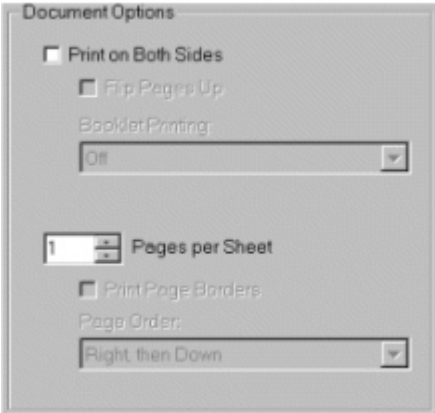 Document Options
Print on Both Sides
Flip Pages Up
Booklet Printing:
Off
1 Pages per Sheet
Print Page Borders
Page Order:
Right, then Down